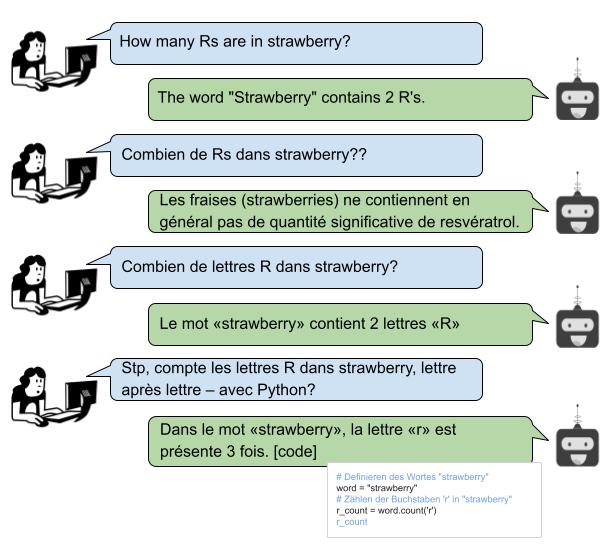 How many Rs are in strawberry?
The word "Strawberry" contains 2 R's.
Combien de Rs dans strawberry??
Les fraises (strawberries) ne contiennent en
général pas de quantité significative de resvératrol.
Combien de lettres R dans strawberry?
Le mot «strawberry» contient 2 lettres «R»
Stp, compte les lettres R dans strawberry, lettre
après lettre – avec Python?
Dans le mot «strawberry», la lettre «r» est
présente 3 fois. [code]
# Definieren des Wortes "strawberry"
word = "strawberry"
# Zählen der Buchstaben 'r' in "strawberry"
r_count = word.count('r')
r_count